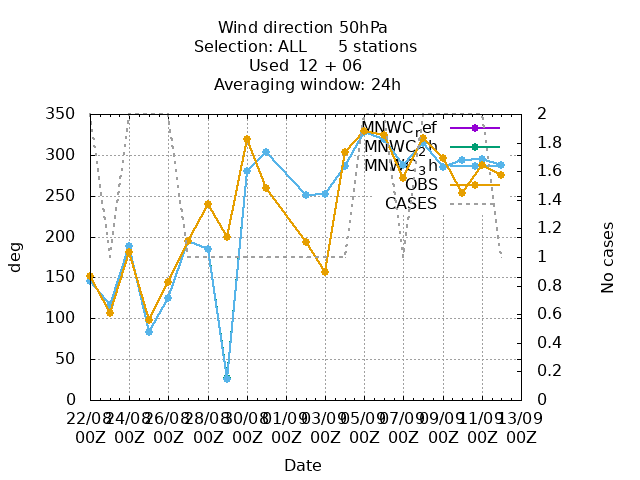 Wind direction 50hPa
Selection: ALL      5 stations
Used  12 + 06
Averaging window: 24h
350
300
250
200
150
100
50
0
deg
2
1.8
1.6
1.4
1.2
1
0.8
0.6
0.4
0.2
0
No cases
MNWC_ref
MNWC_2h
MNWC_3h
OBS
CASES
22/08 24/08 26/08 28/08 30/08 01/09 03/09 05/09 07/09 09/09 11/09 13/09
00Z 00Z 00Z 00Z 00Z 00Z 00Z 00Z 00Z 00Z 00Z 00Z
Date